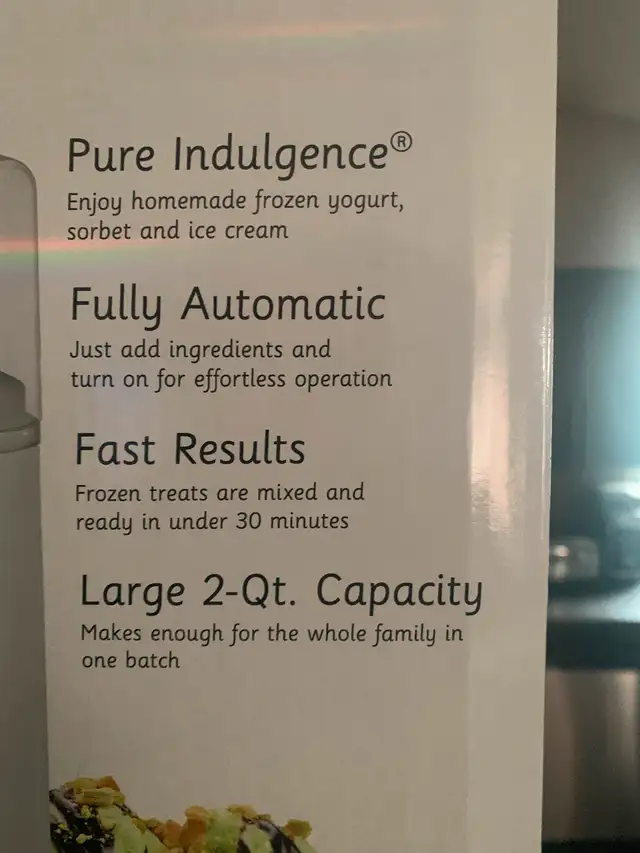 Pure Indulgence®
Enjoy homemade frozen yogurt,
sorbet and ice cream
Fully Automatic
Just add ingredients and
turn on for effortless operation
Fast Results
Frozen treats are mixed and
ready in under 30 minutes
Large 2-Qt. Capacity
Makes enough for the whole family in
one batch